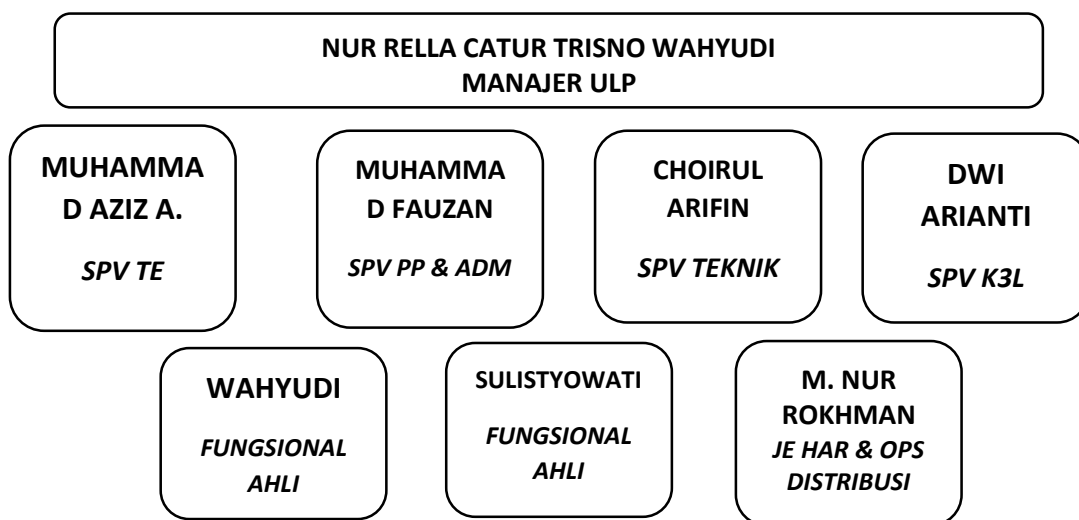 NUR RELLA CATUR TRISNO WAHYUDI
MANAJER ULP
MUHAMMA
D AZIZ A.
SPV TE
MUHAMMA
D FAUZAN
SPV PP & ADM
CHOIRUL
ARIFIN
SPV TEKNIK
DWI
ARIANTI
SPV K3L
WAHYUDI
FUNGSIONAL
AHLI
SULISTYOWATI
FUNGSIONAL
AHLI
M. NUR
ROKHMAN
JE HAR & OPS
DISTRIBUSI